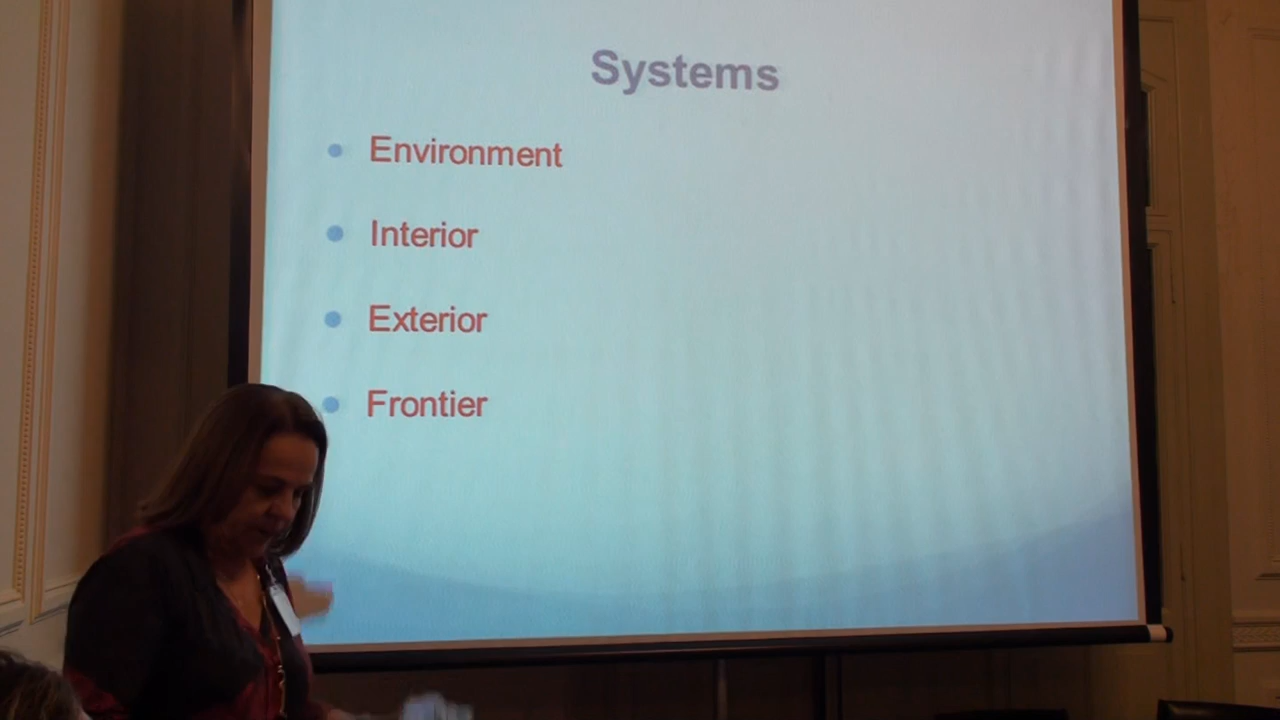 Systems
Environment
Interior
Exterior
Frontier